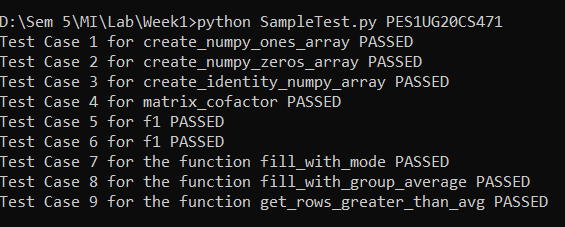 D:\Sem 5\MI\Lab\Week1>python SampleTest.py PES1UG20CS471
Test Case 1 for create_numpy_ones_array PASSED
Test Case 2 for create_numpy_zeros_array PASSED
Test Case 3 for create_identity_numpy_array PASSED
Test Case 4 for matrix_cofactor PASSED
Test Case 5 for f1 PASSED
Test Case 6 for f1 PASSED
Test Case 7 for the function fill_with_mode PASSED
Test Case 8 for the function fill_with_group_average PASSED
Test Case 9 for the function get_rows_greater_than_avg PASSED